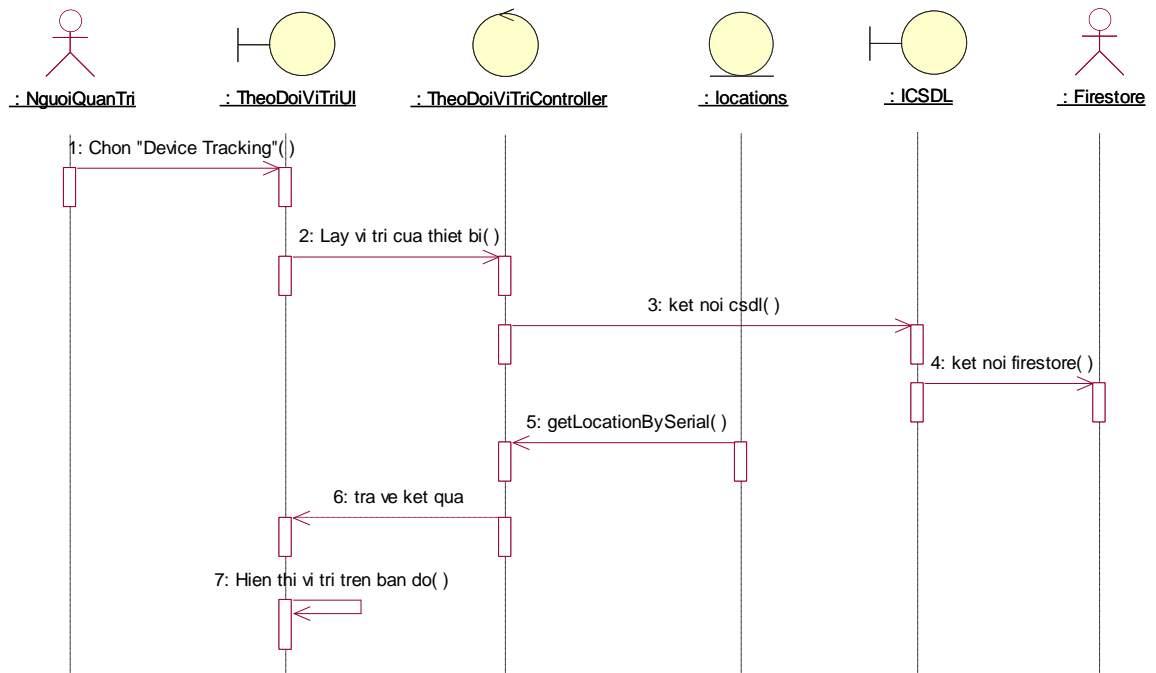 : NguoiQuanTri
: TheoDoiViTriUI
: TheoDoiViTriController
: locations
: ICSDL
: Firestore
1: Chon "Device Tracking"( )
2: Lay vi tri cua thiet bi( )
3: ket noi csdl( )
4: ket noi firestore( )
5: getLocationBySerial( )
6: tra ve ket qua
7: Hien thi vi tri tren ban do( )